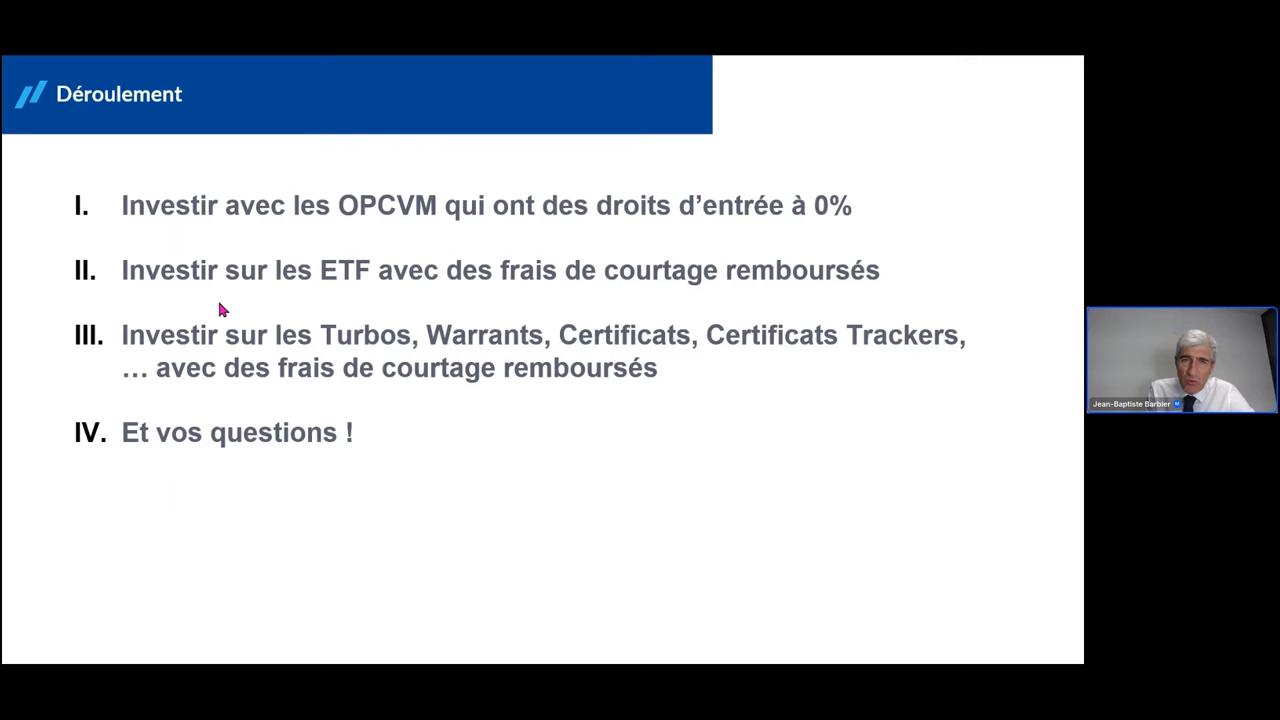 Déroulement
I. Investir avec les OPCVM qui ont des droits d’entrée à 0%
II. Investir sur les ETF avec des frais de courtage remboursés
III. Investir sur les Turbos, Warrants, Certificats, Certificats Trackers,
… avec des frais de courtage remboursés
IV. Et vos questions !
Jean-Baptiste Barbier